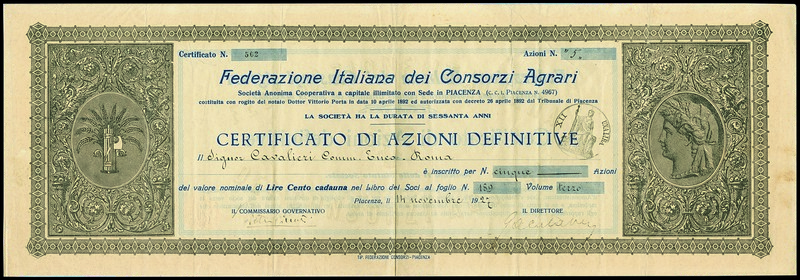 Certificato N. 562 Azioni N. "5"
Federazione Italiana dei Consorzi Agrari
Società Anonima Cooperativa a capitale illimitato con Sede in PIACENZA (C. C. I. PIACENZA N. 4967)
costituita con rogito del notaio Dottor Vittorio Porta in data 10 aprile 1892 ed autorizzata con decreto 26 aprile 1892 dal Tribunale di Piacenza
LA SOCIETÀ HA LA DURATA DI SESSANTA ANNI
CERTIFICATO DI AZIONI DEFINITIVE
Il Signor Cavalieri Comm. Enea - Roma
è inscritto per N. cinque Azioni
del valore nominale di Lire Cento cadauna nel Libro dei Soci al foglio N. 159 Volume Terzo
Piacenza, li 14 novembre 1927
IL COMMISSARIO GOVERNATIVO IL DIRETTORE
TIP. FEDERAZIONE CONSORZI - PIACENZA